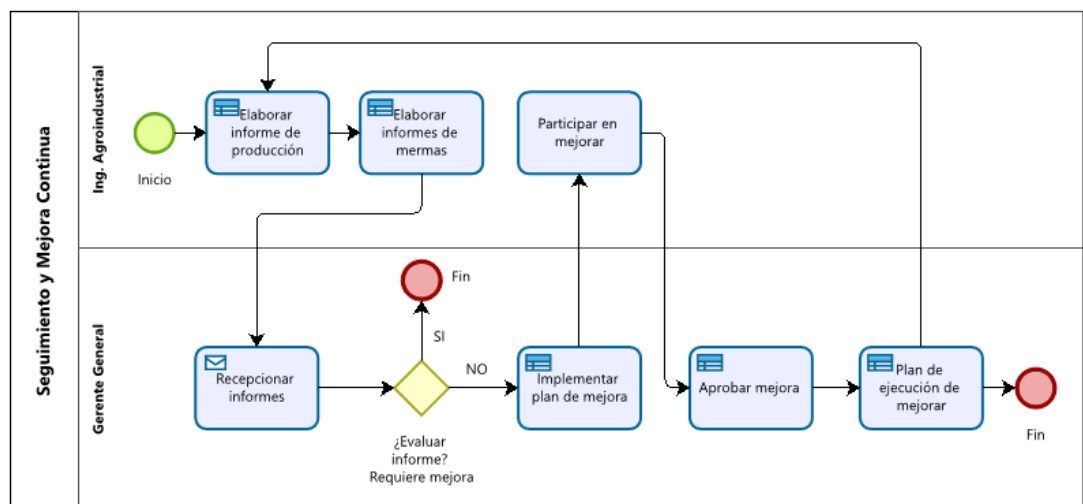 Seguimiento y Mejora Continua
Ing. Agroindustrial
Inicio
Elaborar
informe de
producción
Elaborar
informes de
mermas
Participar en
mejorar
Gerente General
Recepcionar
informes
Fin
SI
NO
¿Evaluar
informe?
Requiere mejora
Implementar
plan de mejora
Aprobar mejora
Plan de
ejecución de
mejorar
Fin